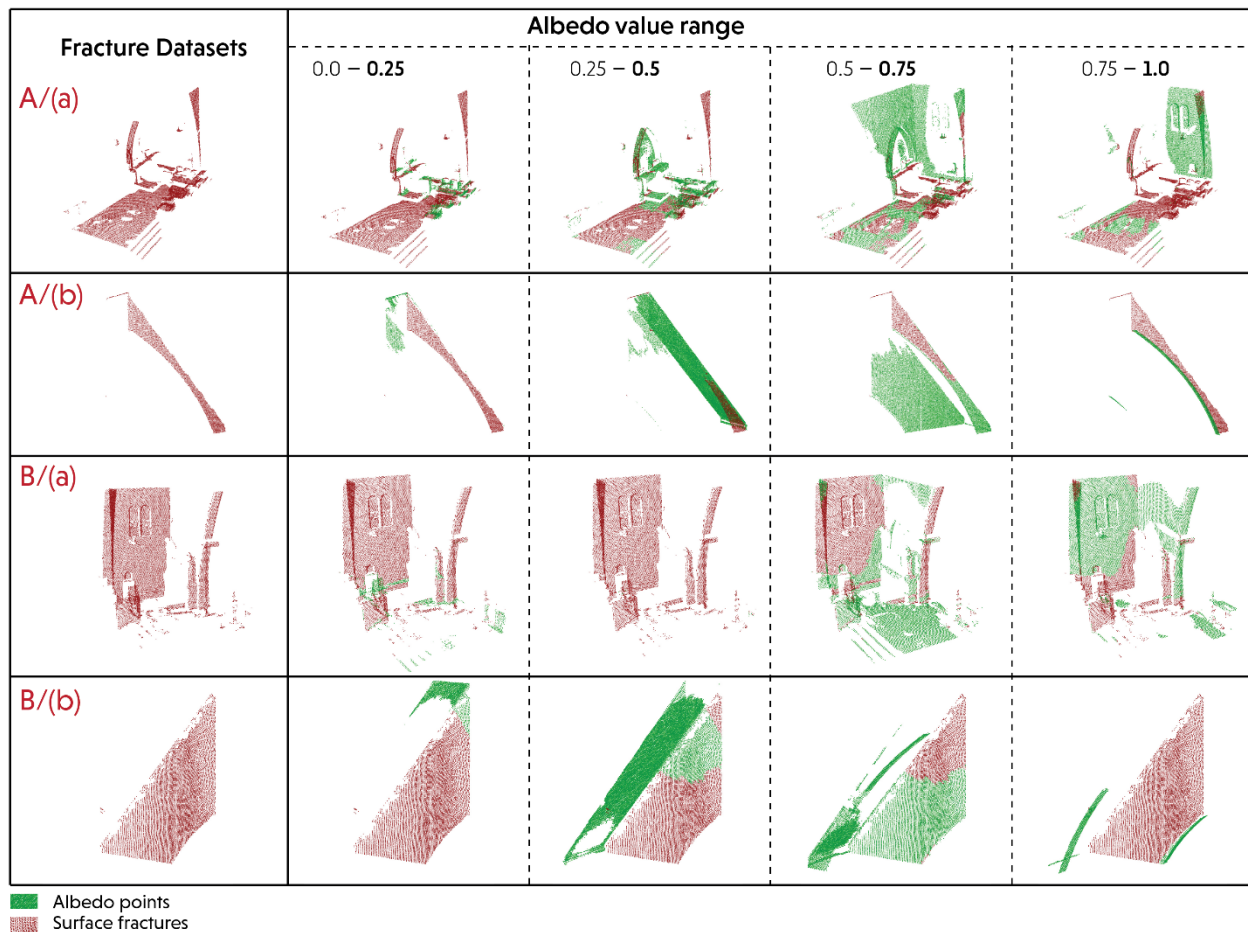 Fracture Datasets
Albedo value range
0.0 – 0.25
0.25 – 0.5
0.5 – 0.75
0.75 – 1.0
A/(a)
A/(b)
B/(a)
B/(b)
Albedo points
Surface fractures